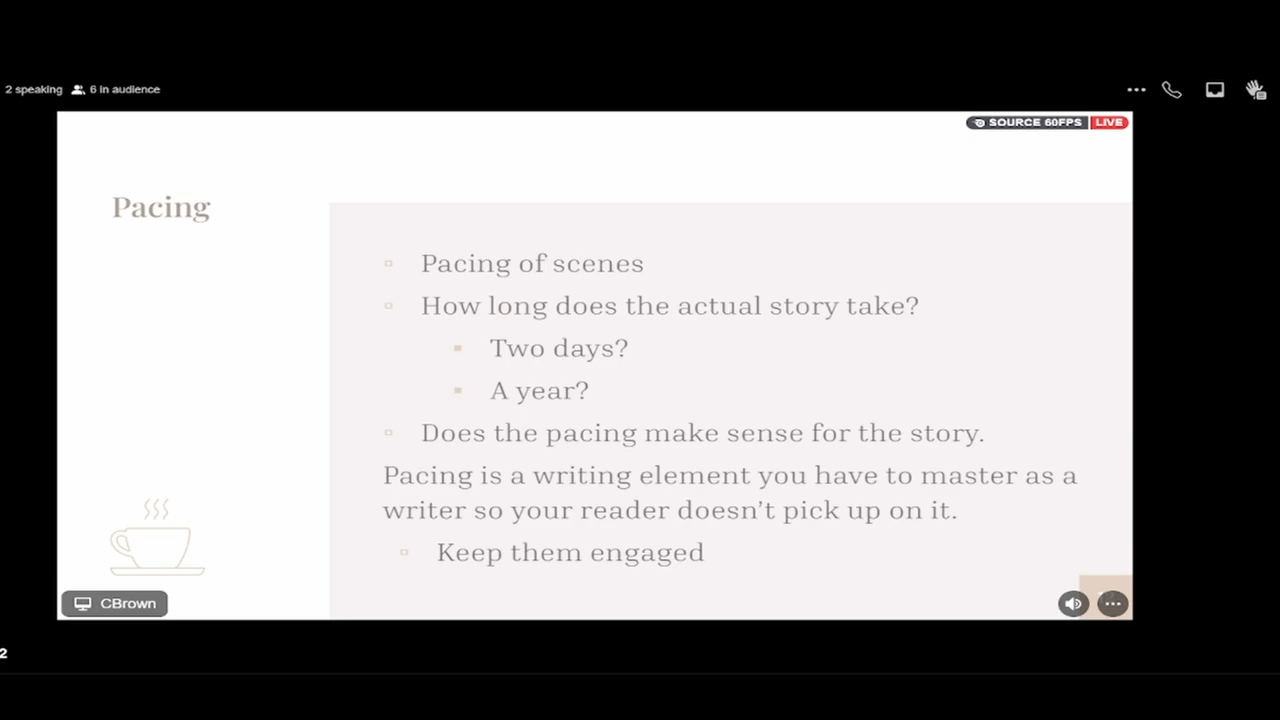 2 speaking 6 in audience
SOURCE 60FPS LIVE
Pacing
Pacing of scenes
How long does the actual story take?
Two days?
A year?
Does the pacing make sense for the story.
Pacing is a writing element you have to master as a
writer so your reader doesn’t pick up on it.
Keep them engaged
CBrown
2